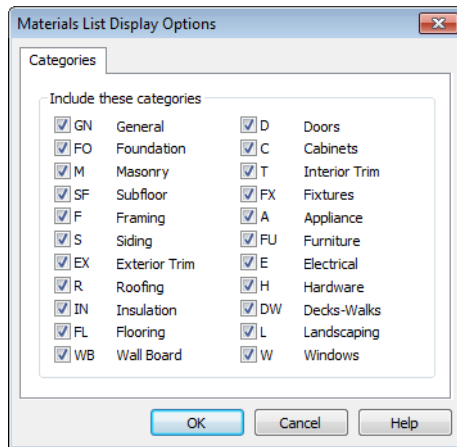 Materials List Display Options
Categories
Include these categories
GN General
FO Foundation
M Masonry
SF Subfloor
F Framing
S Siding
EX Exterior Trim
R Roofing
IN Insulation
FL Flooring
WB Wall Board
D Doors
C Cabinets
T Interior Trim
FX Fixtures
A Appliance
FU Furniture
E Electrical
H Hardware
DW Decks-Walks
L Landscaping
W Windows
OK Cancel Help